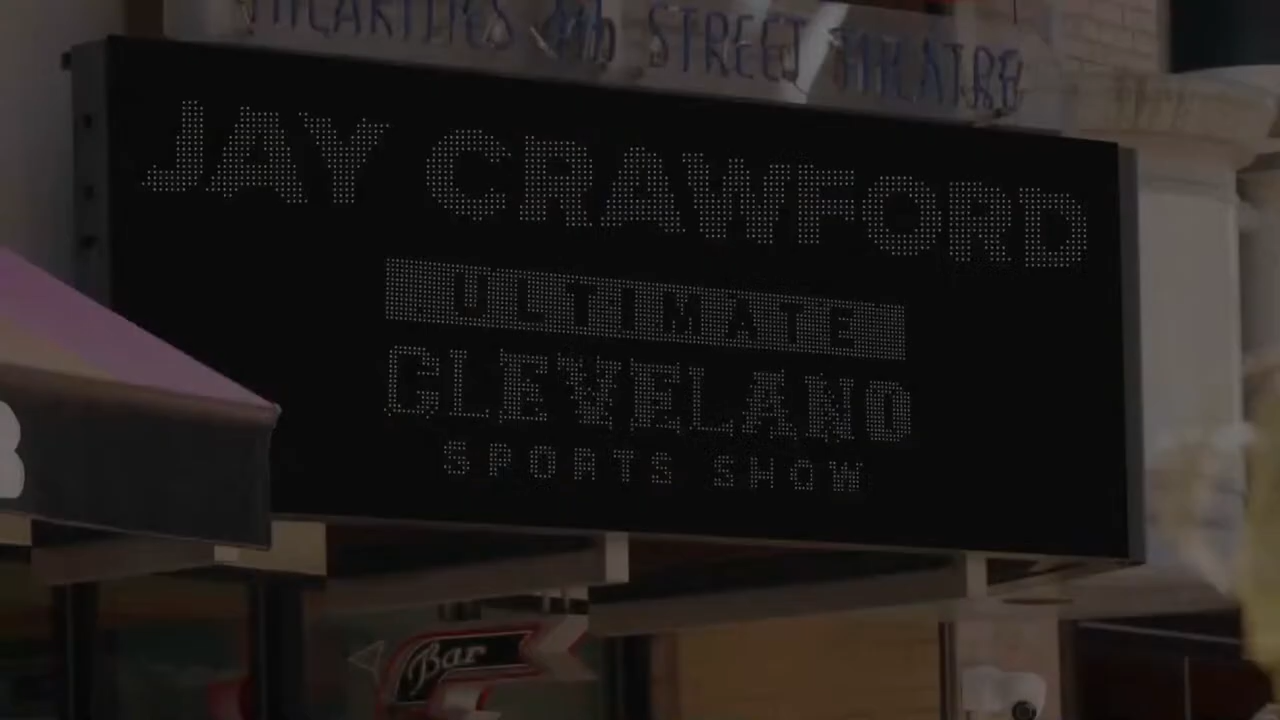 STREET THEATRE
JAY CRAWFORD
ULTIMATE
CLEVELAND
SPORTS SHOW
Bar